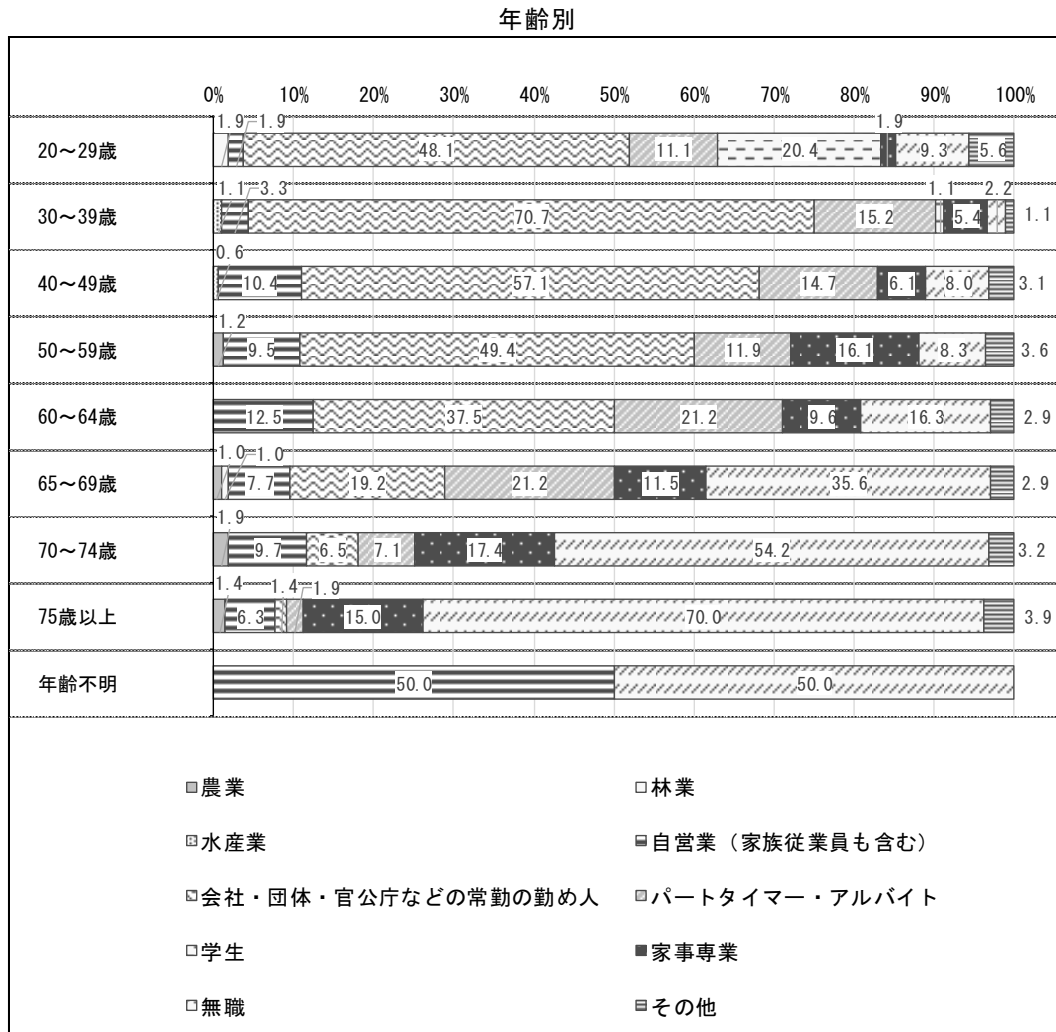 年齢別
0% 10% 20% 30% 40% 50% 60% 70% 80% 90% 100%
1.9 1.9 1.9
20～29歳 48.1 11.1 20.4 9.3 5.6
1.1 3.3 1.1 2.2
30～39歳 70.7 15.2 5.4 1.1
0.6
40～49歳 10.4 57.1 14.7 6.1 8.0 3.1
1.2
50～59歳 9.5 49.4 11.9 16.1 8.3 3.6
60～64歳 12.5 37.5 21.2 9.6 16.3 2.9
1.0 1.0
65～69歳 7.7 19.2 21.2 11.5 35.6 2.9
1.9
70～74歳 9.7 6.5 7.1 17.4 54.2 3.2
1.4 1.4 1.9
75歳以上 6.3 15.0 70.0 3.9
年齢不明 50.0 50.0
農業 林業
水産業 自営業（家族従業員も含む）
会社・団体・官公庁などの常勤の勤め人 パートタイマー・アルバイト
学生 家事専業
無職 その他